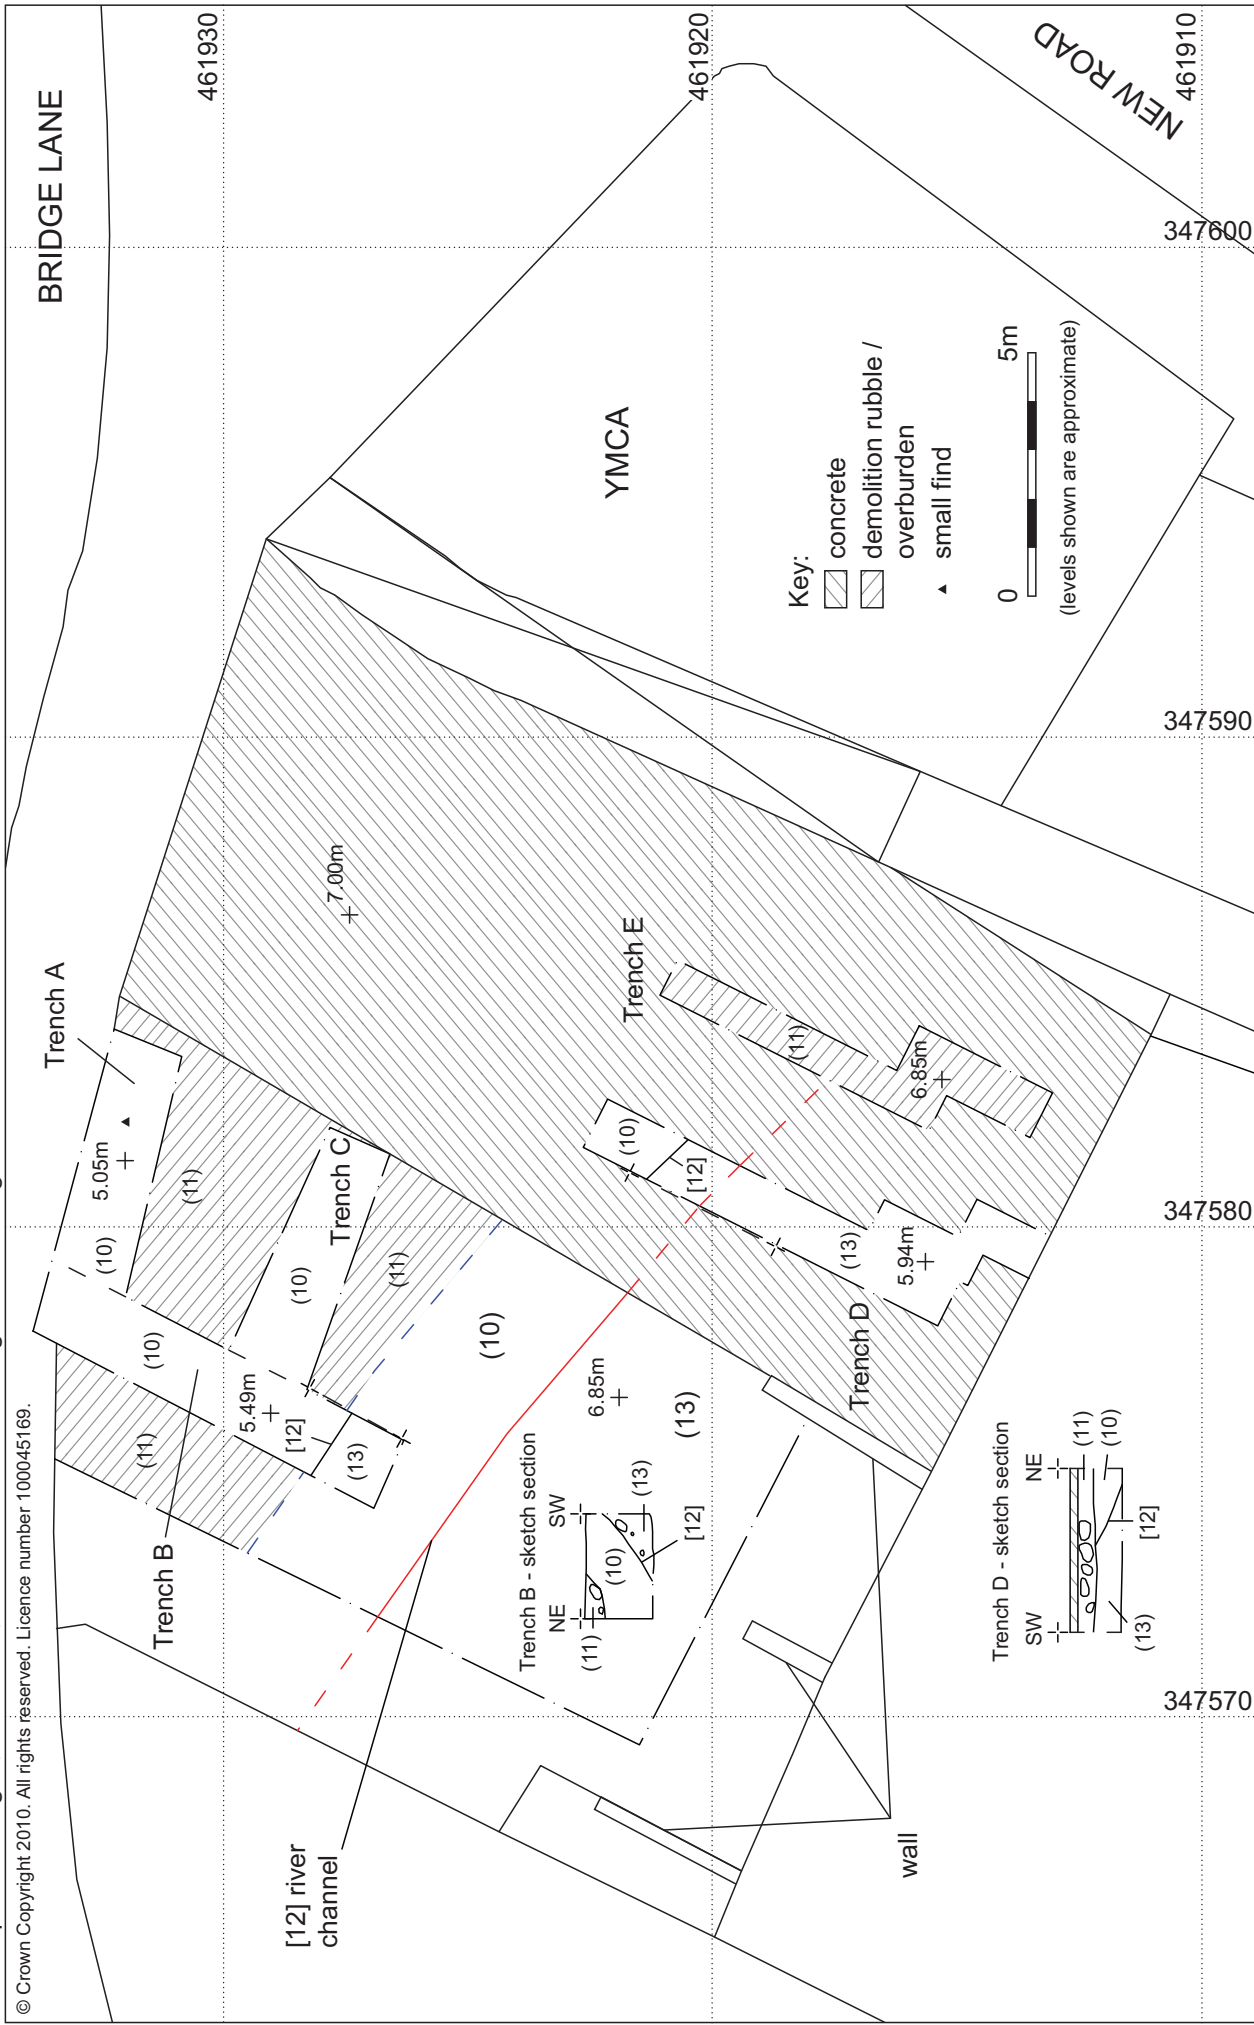 © Crown Copyright 2010. All rights reserved. Licence number 100045169.
BRIDGE LANE
461930
461920
461910
NEW ROAD
347600
347590
347580
347570
YMCA
Key:
concrete
demolition rubble /
overburden
small find
0
5m
(levels shown are approximate)
Trench A
5.05m
(10)
(11)
7.00m
Trench B
(10)
(11)
5.49m
[12]
(13)
Trench C
(10)
(11)
(10)
6.85m
(13)
[12] river
channel
Trench D
(10)
[12]
(13)
5.94m
Trench E
(11)
6.85m
wall
Trench B - sketch section
NE
SW
(11)
(10)
(13)
[12]
Trench D - sketch section
SW
NE
(11)
(10)
(13)
[12]